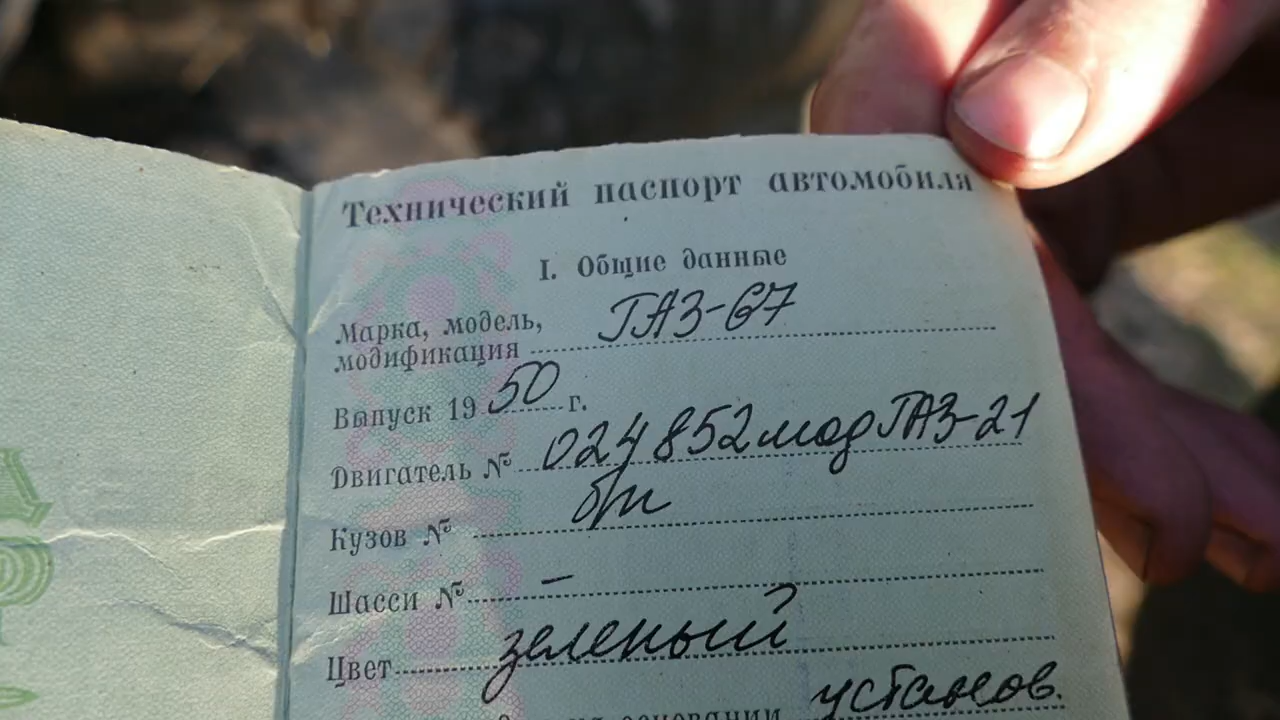 Технический паспорт автомобиля
I. Общие данные
Марка, модель,
модификация ГАЗ-67
Выпуск 1950 г.
Двигатель № 024852 мод ГАЗ-21
Кузов № б/н
Шасси № –
Цвет зеленый
основании установ.